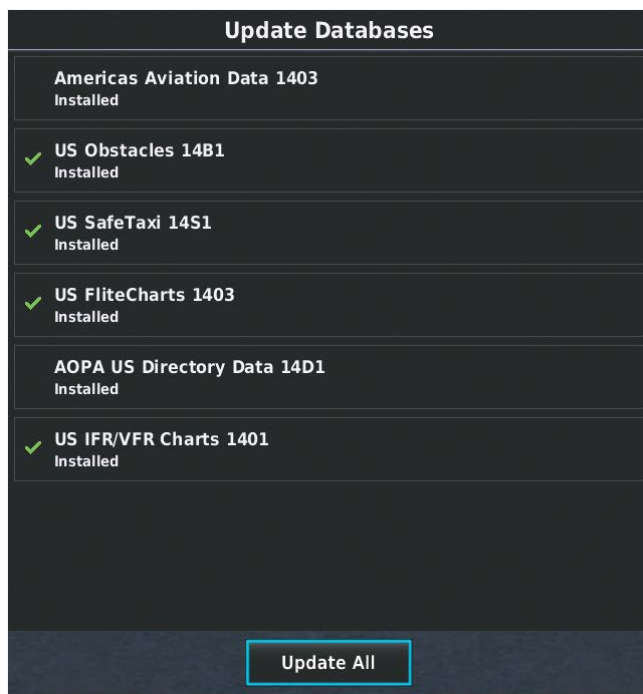 Update Databases
Americas Aviation Data 1403
Installed
US Obstacles 14B1
Installed
US SafeTaxi 14S1
Installed
US FliteCharts 1403
Installed
AOPA US Directory Data 14D1
Installed
US IFR/VFR Charts 1401
Installed
Update All